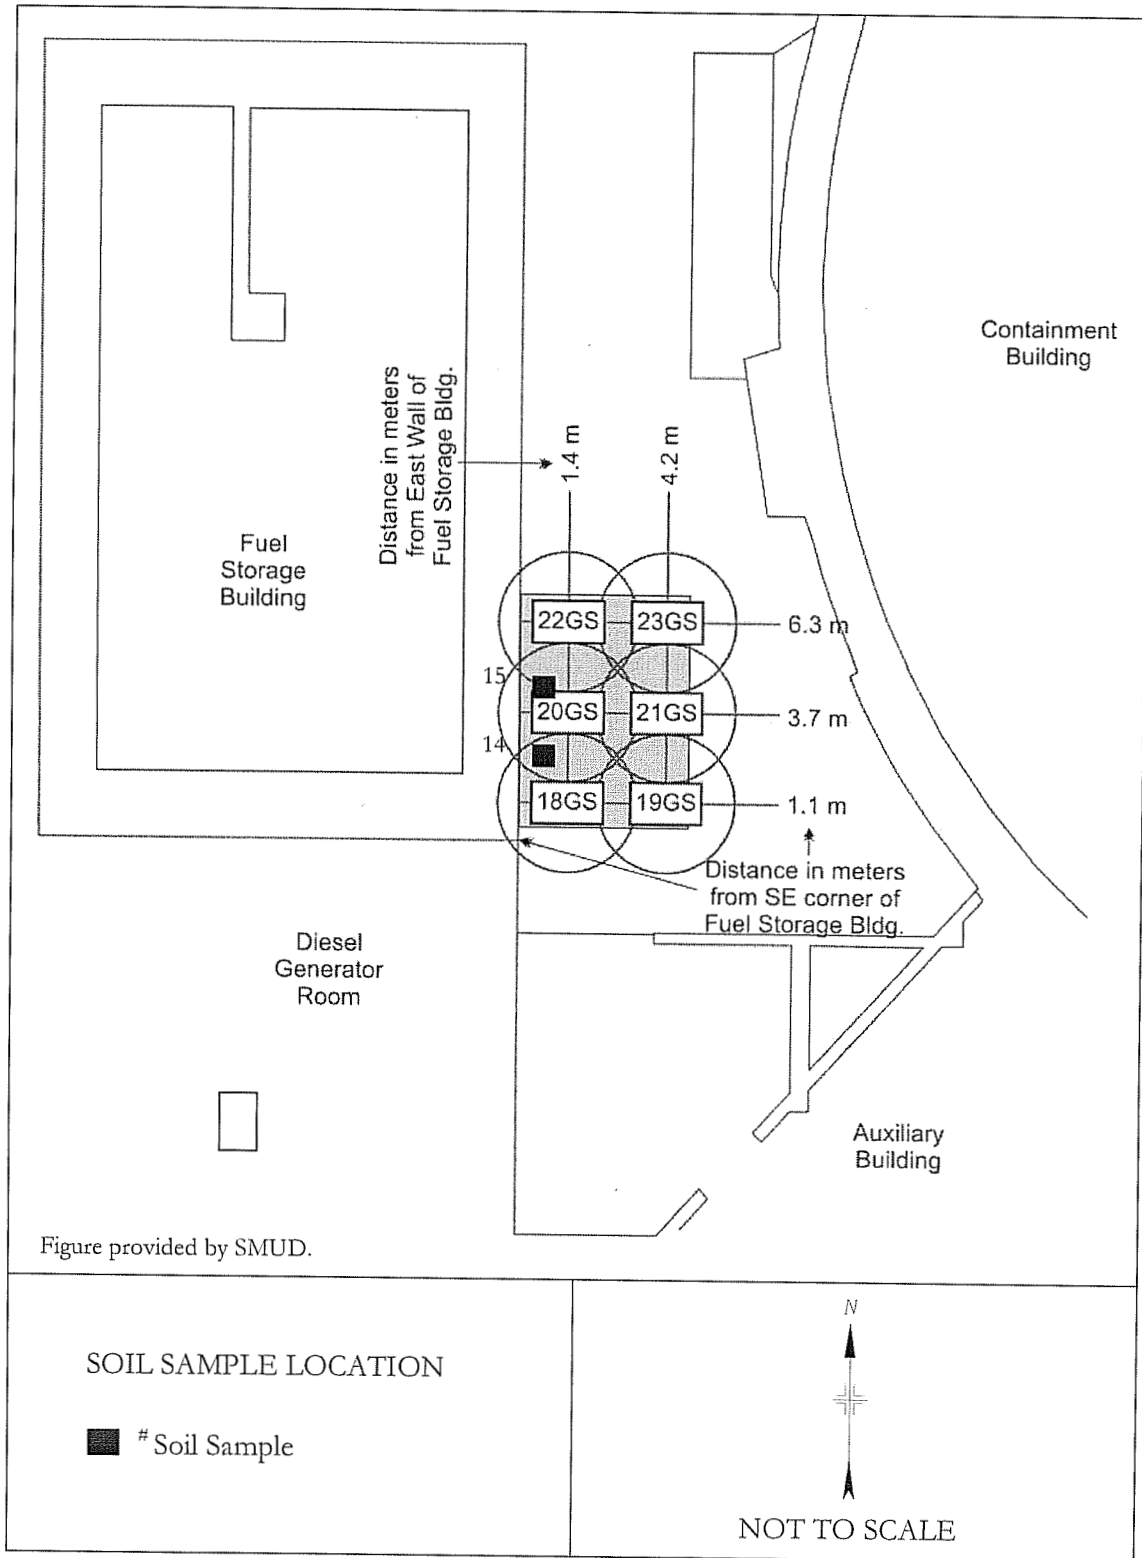 Containment
Building
Distance in meters
from East Wall of
Fuel Storage Bldg.
1.4 m
4.2 m
Fuel
Storage
Building
22GS
23GS
6.3 m
15
20GS
21GS
3.7 m
14
18GS
19GS
1.1 m
Distance in meters
from SE corner of
Fuel Storage Bldg.
Diesel
Generator
Room
Auxiliary
Building
Figure provided by SMUD.
SOIL SAMPLE LOCATION
# Soil Sample
N
NOT TO SCALE